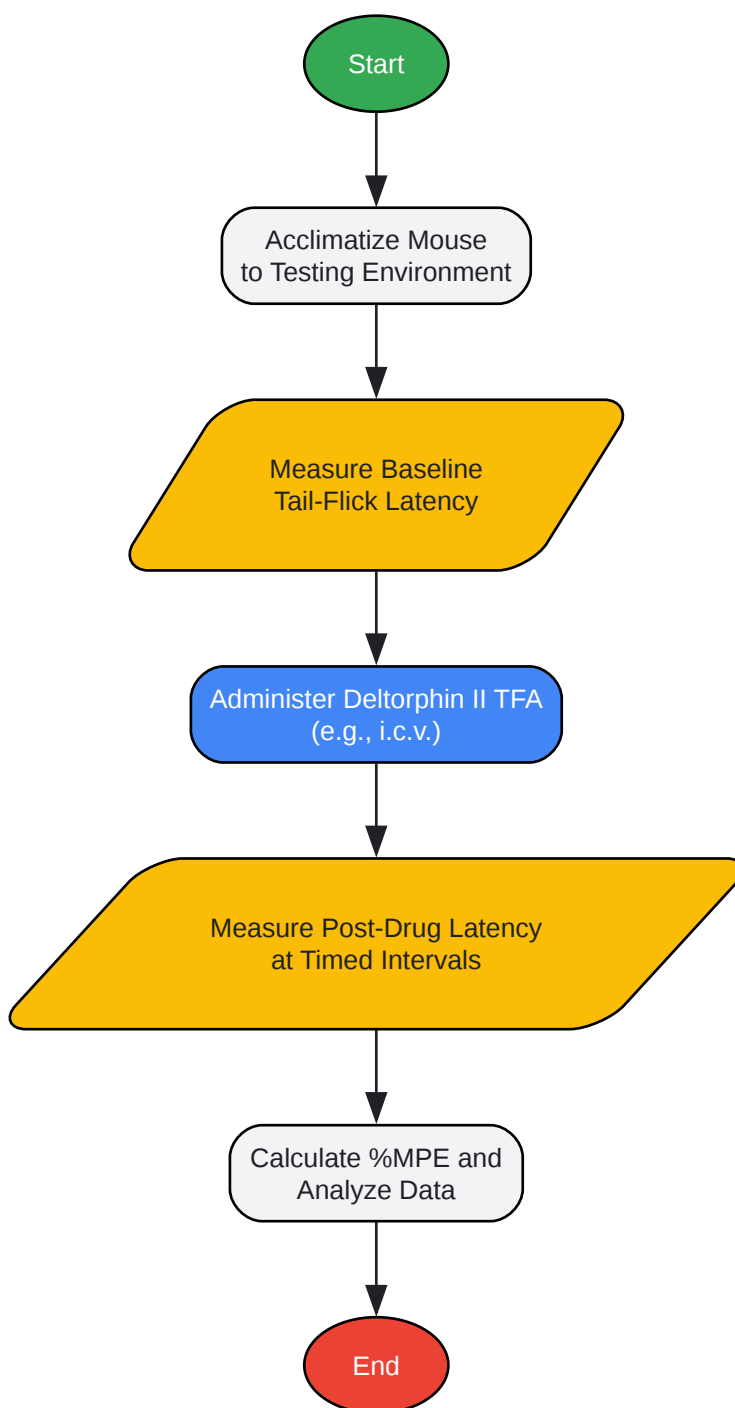 Start
Acclimatize Mouse
to Testing Environment
Measure Baseline
Tail-Flick Latency
Administer Deltorphin II TFA
(e.g., i.c.v.)
Measure Post-Drug Latency
at Timed Intervals
Calculate %MPE and
Analyze Data
End